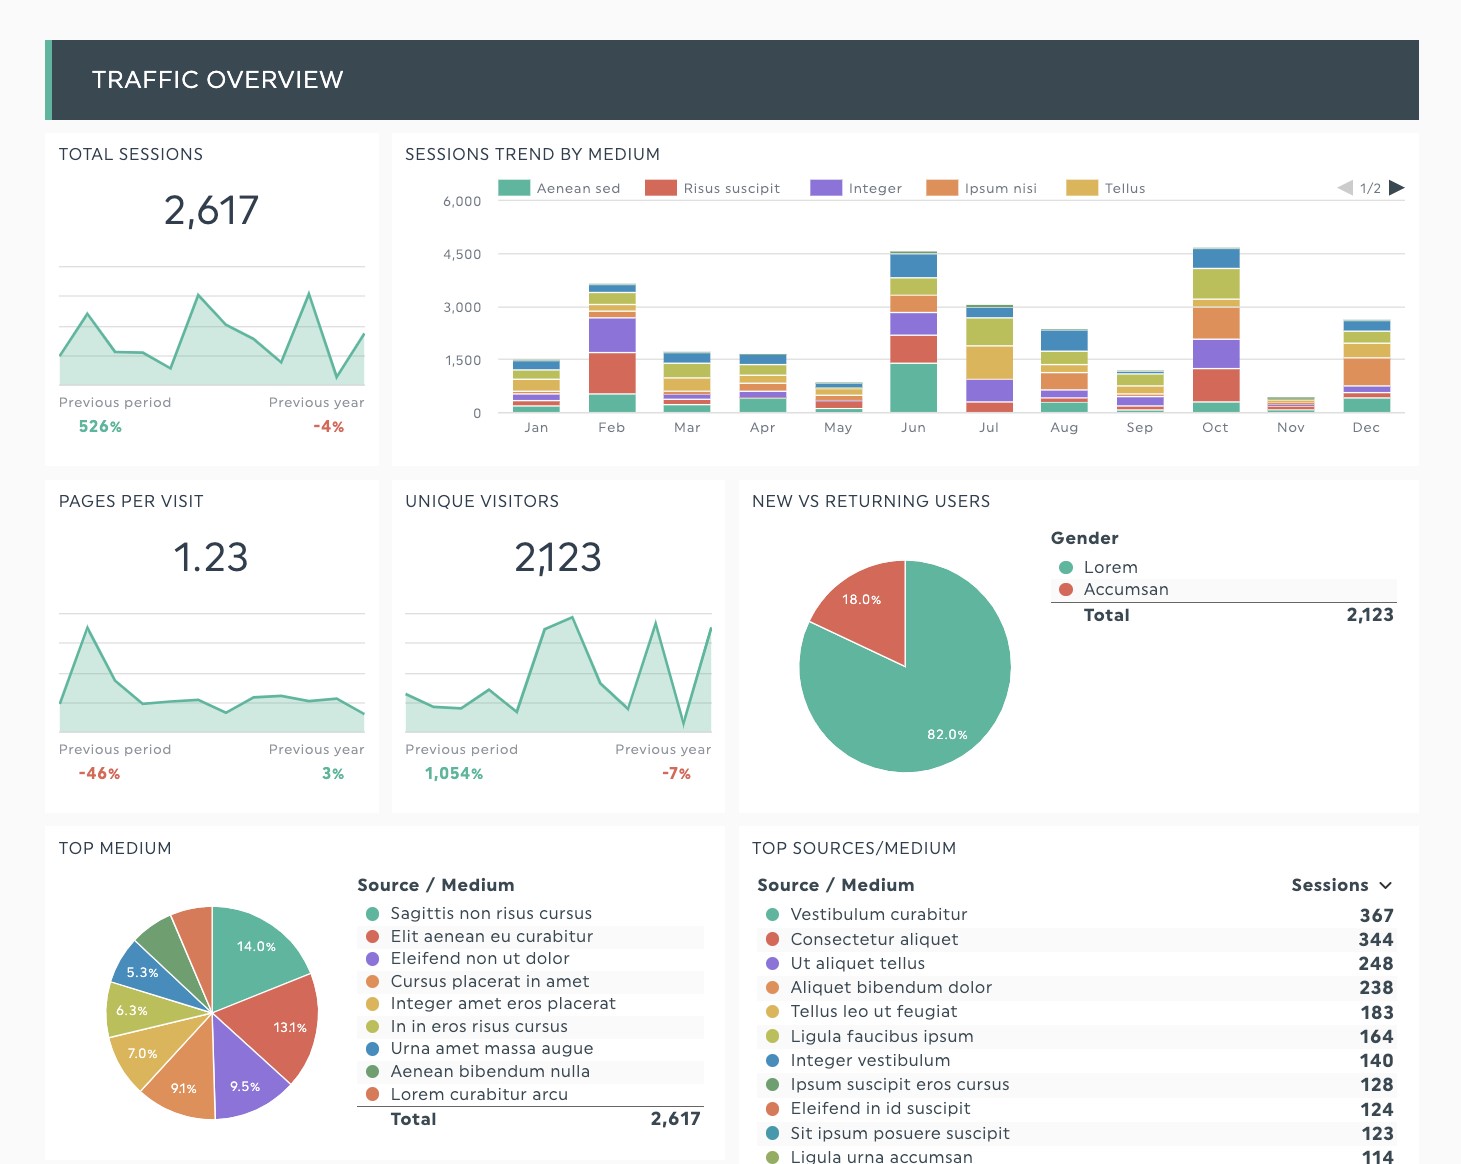 TRAFFIC OVERVIEW
TOTAL SESSIONS
2,617
Previous period
Previous year
526%
-4%
SESSIONS TREND BY MEDIUM
Aenean sed
Risus suscipit
Integer
Ipsum nisi
Tellus
1/2
6,000
4,500
3,000
1,500
0
Jan
Feb
Mar
Apr
May
Jun
Jul
Aug
Sep
Oct
Nov
Dec
PAGES PER VISIT
1.23
Previous period
Previous year
-46%
3%
UNIQUE VISITORS
2,123
Previous period
Previous year
1,054%
-7%
NEW VS RETURNING USERS
18.0%
82.0%
Gender
Lorem
Accumsan
Total 2,123
TOP MEDIUM
14.0%
13.1%
9.5%
9.1%
7.0%
6.3%
5.3%
Source / Medium
Sagittis non risus cursus
Elit aenean eu curabitur
Eleifend non ut dolor
Cursus placerat in amet
Integer amet eros placerat
In in eros risus cursus
Urna amet massa augue
Aenean bibendum nulla
Lorem curabitur arcu
Total 2,617
TOP SOURCES/MEDIUM
Source / Medium Sessions
Vestibulum curabitur 367
Consectetur aliquet 344
Ut aliquet tellus 248
Aliquet bibendum dolor 238
Tellus leo ut feugiat 183
Ligula faucibus ipsum 164
Integer vestibulum 140
Ipsum suscipit eros cursus 128
Eleifend in id suscipit 124
Sit ipsum posuere suscipit 123
Ligula urna accumsan 114